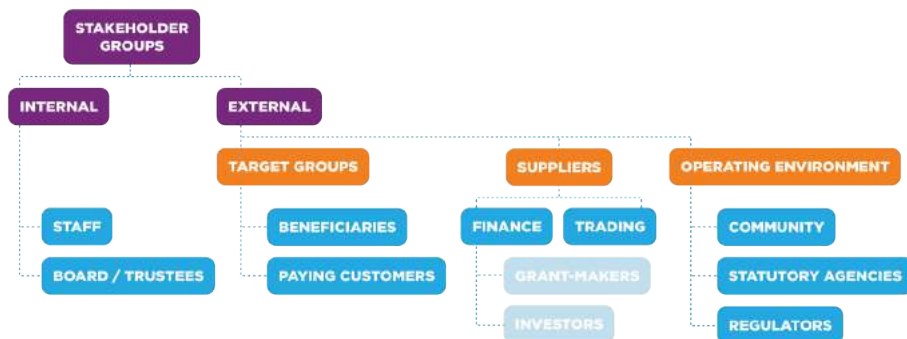 STAKEHOLDER
GROUPS
INTERNAL
EXTERNAL
TARGET GROUPS
SUPPLIERS
OPERATING ENVIRONMENT
STAFF
BENEFICIARIES
FINANCE
TRADING
COMMUNITY
BOARD / TRUSTEES
PAYING CUSTOMERS
GRANT-MAKERS
STATUTORY AGENCIES
INVESTORS
REGULATORS